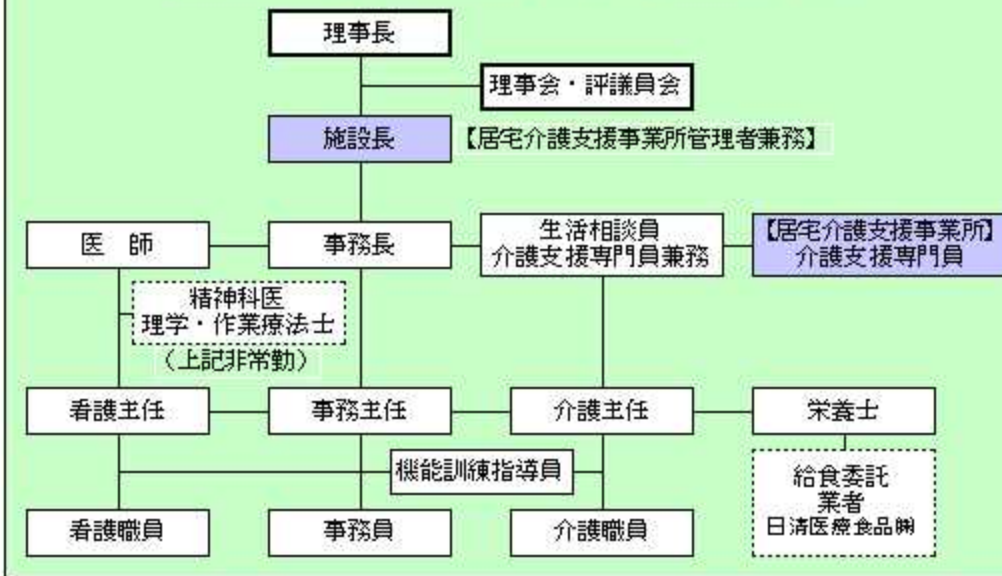 理事長
理事会・評議員会
施設長
【居宅介護支援事業所管理者兼務】
医　師
事務長
生活相談員
介護支援専門員兼務
【居宅介護支援事業所】
介護支援専門員
精神科医
理学・作業療法士
（上記非常勤）
看護主任
事務主任
介護主任
栄養士
機能訓練指導員
給食委託
業者
日清医療食品㈱
看護職員
事務員
介護職員